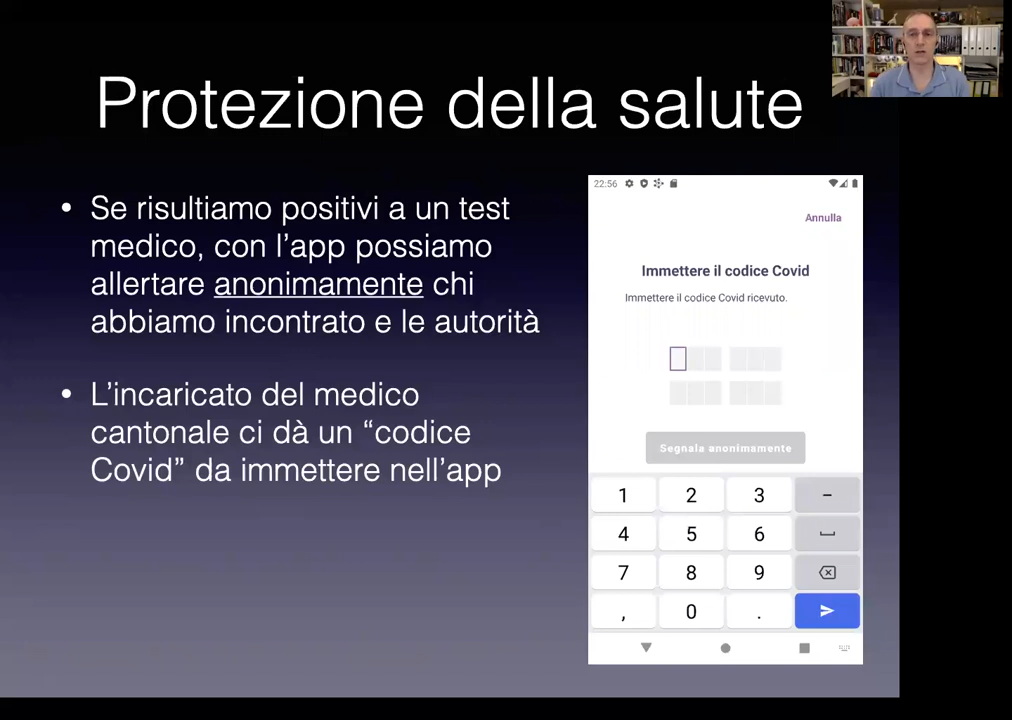 Protezione della salute
• Se risultiamo positivi a un test
medico, con l'app possiamo
allertare anonimamente chi
abbiamo incontrato e le autorità
• L'incaricato del medico
cantonale ci dà un “codice
Covid” da immettere nell'app
22:56
Annulla
Immettere il codice Covid
Immettere il codice Covid ricevuto.
Segnala anonimamente
1 2 3 −
4 5 6
7 8 9
, 0 .